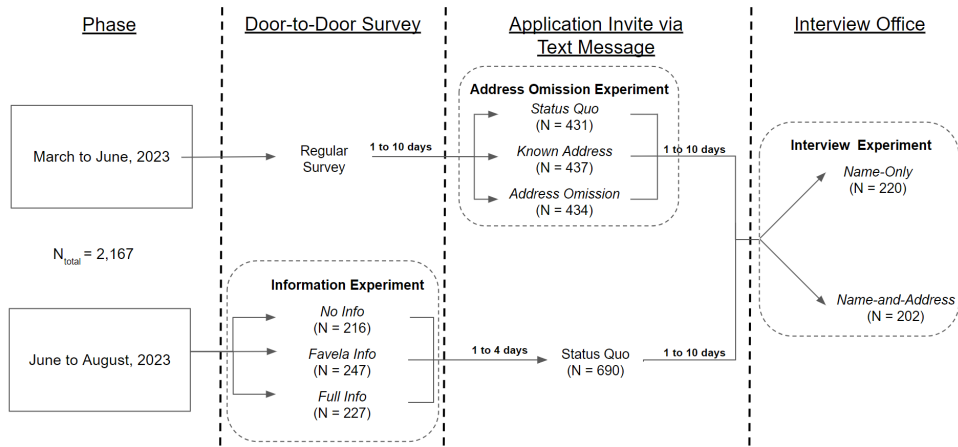 Phase
Door-to-Door Survey
Application Invite via
Text Message
Interview Office
Address Omission Experiment
Status Quo
(N = 431)
March to June, 2023
Regular
Survey
1 to 10 days
Known Address
(N = 437)
1 to 10 days
Address Omission
(N = 434)
Interview Experiment
Name-Only
(N = 220)
Name-and-Address
(N = 202)
Ntotal = 2,167
Information Experiment
No Info
(N = 216)
June to August, 2023
Favela Info
(N = 247)
Full Info
(N = 227)
1 to 4 days
Status Quo
(N = 690)
1 to 10 days